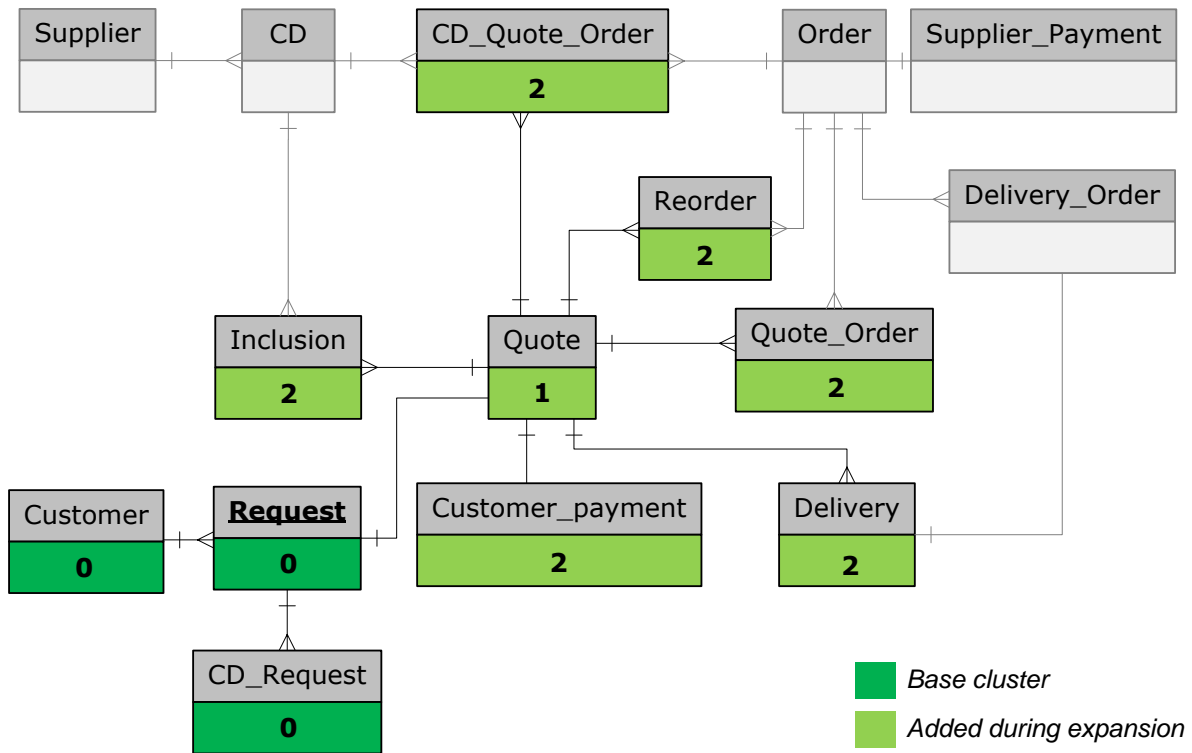 Supplier
CD
CD_Quote_Order
2
Order
Supplier_Payment
Reorder
2
Delivery_Order
Inclusion
2
Quote
1
Quote_Order
2
Customer
0
Request
0
Customer_payment
2
Delivery
2
CD_Request
0
Base cluster
Added during expansion